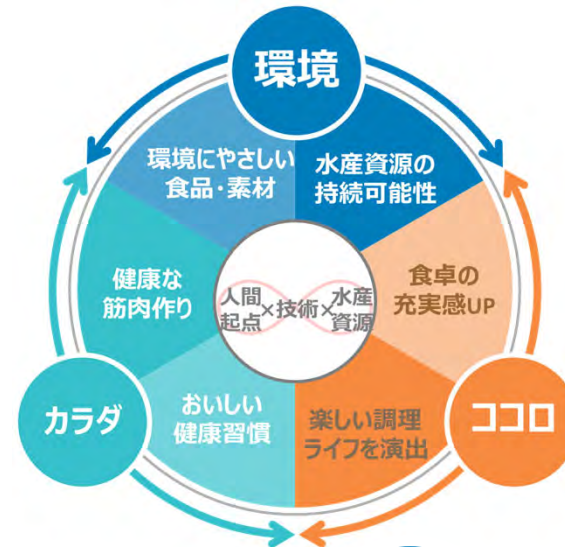 環境
環境にやさしい
食品・素材
水産資源の
持続可能性
健康な
筋肉作り
人間
起点
×技術×
水産
資源
食卓の
充実感UP
カラダ
おいしい
健康習慣
楽しい調理
ライフを演出
ココロ